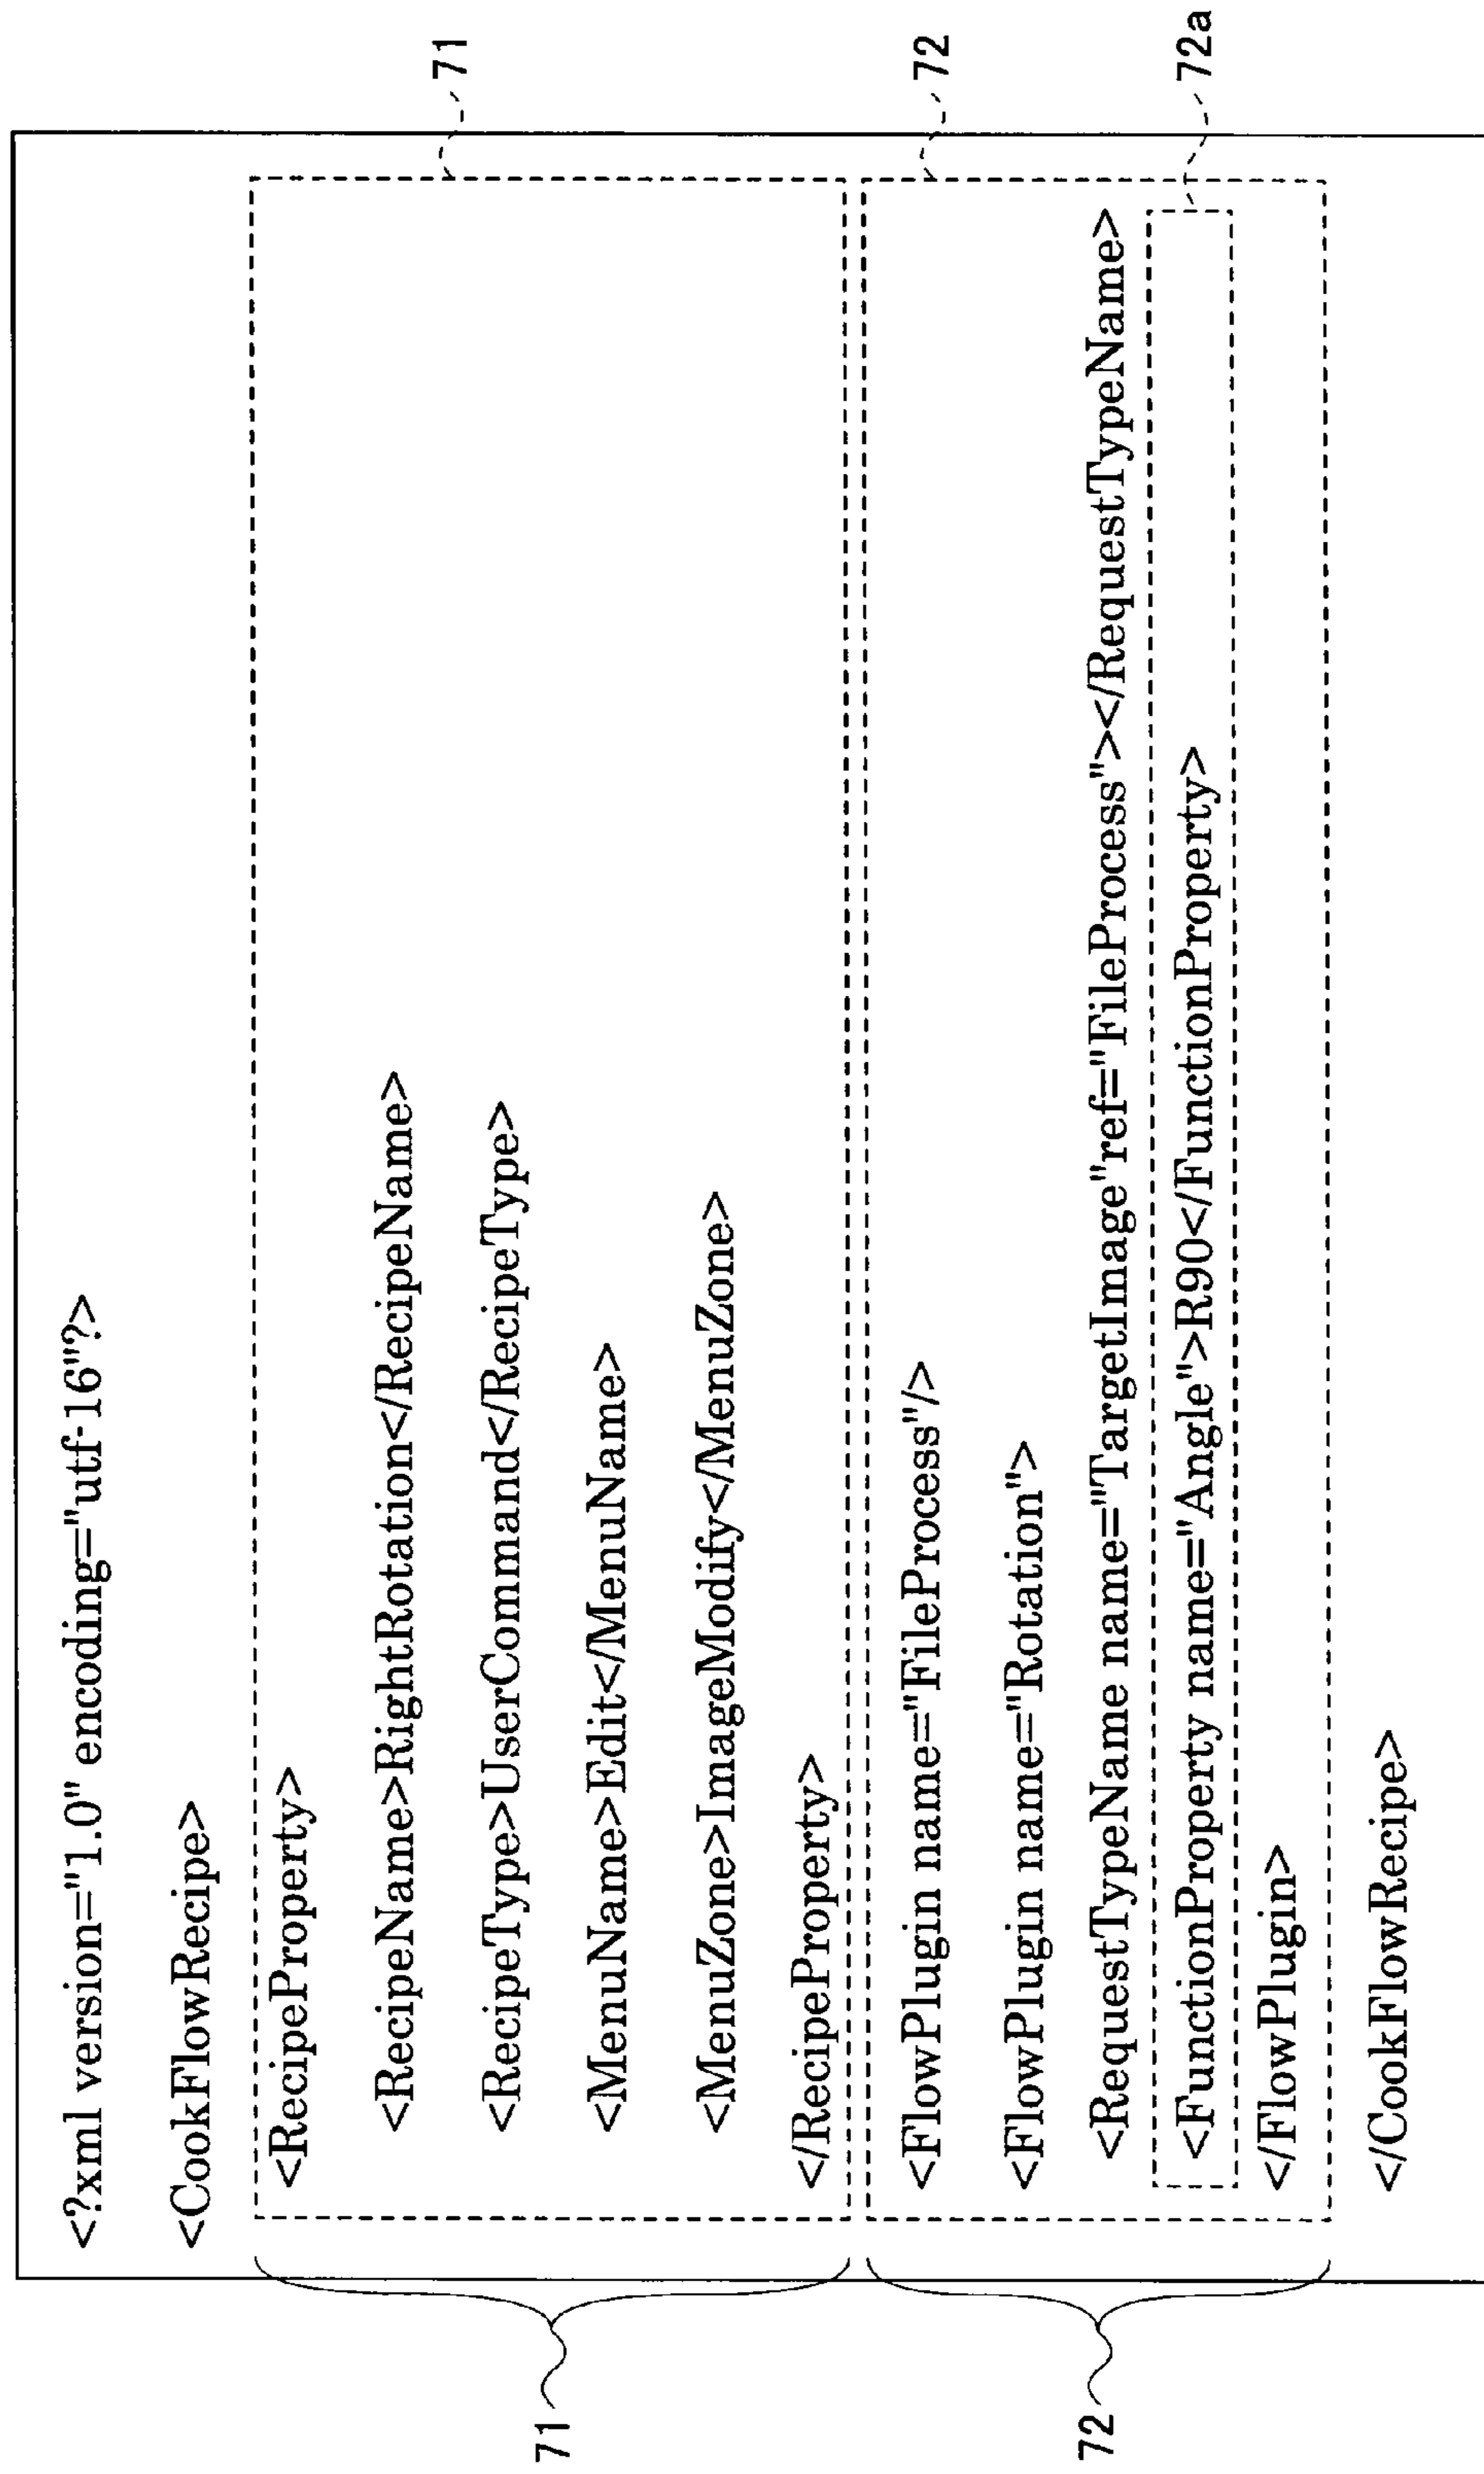 <?xml version="1.0" encoding="utf-16"?>
<CookFlowRecipe>
<RecipeProperty>
<RecipeName>RightRotation</RecipeName>
<RecipeType>UserCommand</RecipeType>
<MenuName>Edit</MenuName>
<MenuZone>ImageModify</MenuZone>
</RecipeProperty>
71
71
<FlowPlugin name="FileProcess"/>
<FlowPlugin name="Rotation">
<RequestTypeName name="TargetImage"ref="FileProcess"></RequestTypeName>
<FunctionProperty name="Angle">R90</FunctionProperty>
</FlowPlugin>
72
72
72a
</CookFlowRecipe>